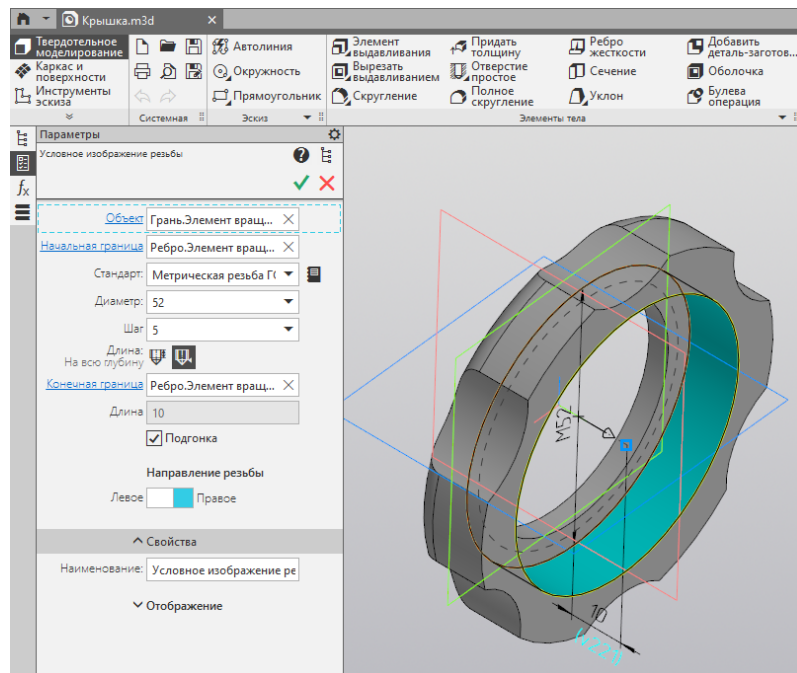 Крышка.m3d
Твердотельное моделирование
Каркас и поверхности
Инструменты эскиза
Системная
Автолиния
Окружность
Прямоугольник
Эскиз
Элемент выдавливания
Вырезать выдавливанием
Скругление
Придать толщину
Отверстие простое
Полное скругление
Ребро жесткости
Сечение
Уклон
Добавить деталь-заготов...
Оболочка
Булева операция
Элементы тела
Параметры
Условное изображение резьбы
Объект Грань.Элемент вращ...
Начальная граница Ребро.Элемент вращ...
Стандарт: Метрическая резьба Г
Диаметр: 52
Шаг 5
Длина:
На всю глубину
Конечная граница Ребро.Элемент вращ...
Длина 10
Подгонка
Направление резьбы
Левое Правое
Свойства
Наименование: Условное изображение ре
Отображение
M52
10